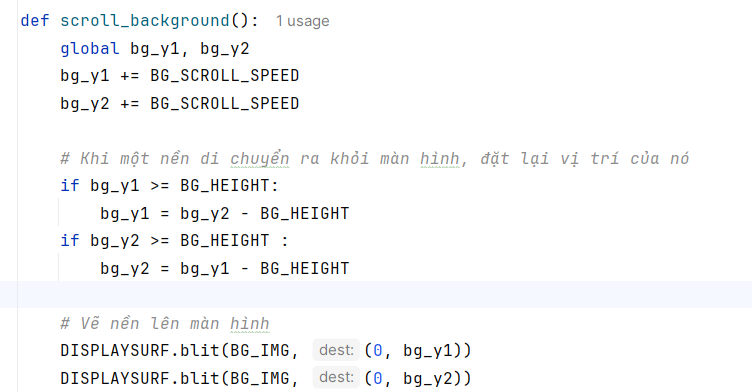 def scroll_background(): 1 usage
    global bg_y1, bg_y2
    bg_y1 += BG_SCROLL_SPEED
    bg_y2 += BG_SCROLL_SPEED
    # Khi một nền di chuyển ra khỏi màn hình, đặt lại vị trí của nó
    if bg_y1 >= BG_HEIGHT:
        bg_y1 = bg_y2 - BG_HEIGHT
    if bg_y2 >= BG_HEIGHT :
        bg_y2 = bg_y1 - BG_HEIGHT
    # Vẽ nền lên màn hình
    DISPLAYSURF.blit(BG_IMG, dest: (0, bg_y1))
    DISPLAYSURF.blit(BG_IMG, dest: (0, bg_y2))